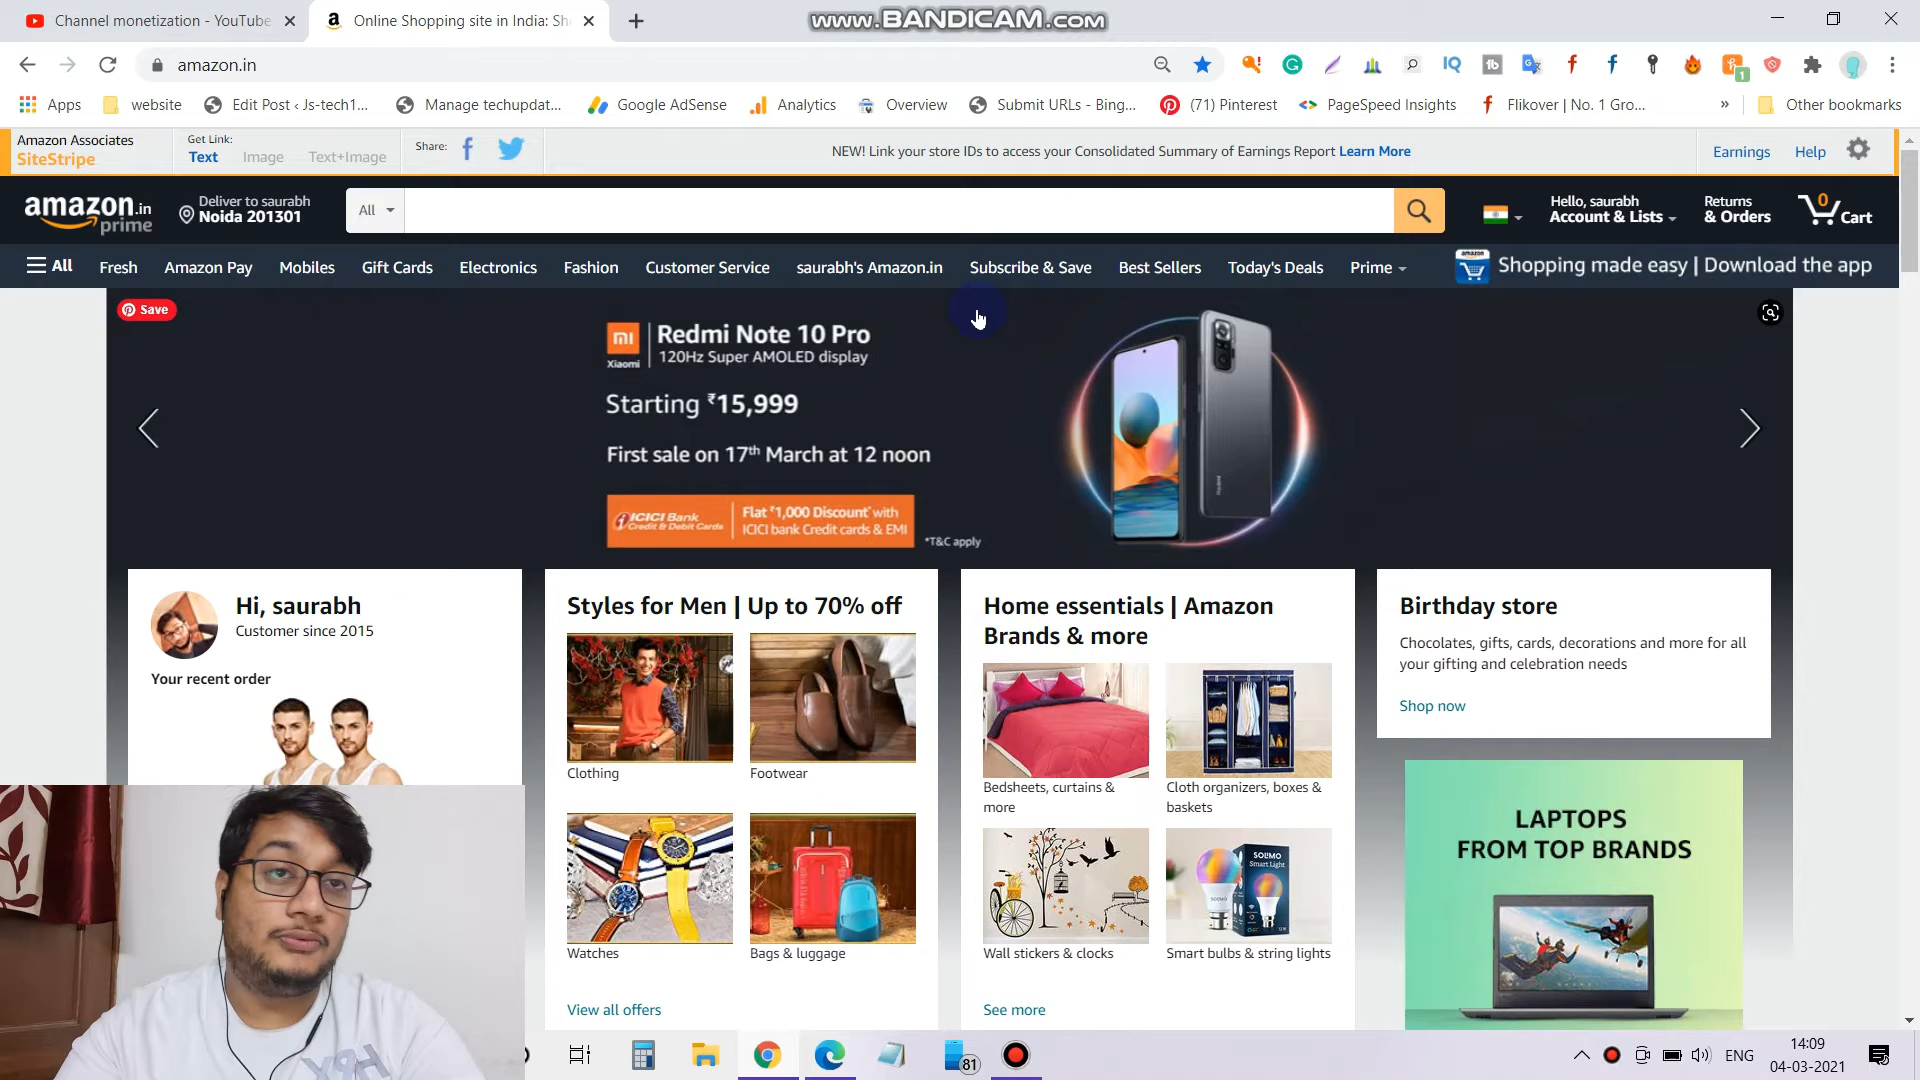 Channel monetization - YouTube
Online Shopping site in India: Sh
www.BANDICAM.com
amazon.in
Apps
website
Edit Post ‹ Js-tech1...
Manage techupdat...
Google AdSense
Analytics
Overview
Submit URLs - Bing...
(71) Pinterest
PageSpeed Insights
Flikover | No. 1 Gro...
»
Other bookmarks
Amazon Associates
SiteStripe
Get Link:
Text
Image
Text+Image
Share:
NEW! Link your store IDs to access your Consolidated Summary of Earnings Report Learn More
Earnings
Help
amazon.in
prime
Deliver to saurabh
Noida 201301
All
Hello, saurabh
Account & Lists
Returns
& Orders
0
Cart
All
Fresh
Amazon Pay
Mobiles
Gift Cards
Electronics
Fashion
Customer Service
saurabh's Amazon.in
Subscribe & Save
Best Sellers
Today's Deals
Prime
amazon
Shopping made easy | Download the app
Save
mi
Xiaomi
Redmi Note 10 Pro
120Hz Super AMOLED display
Starting ₹15,999
First sale on 17th March at 12 noon
ICICI Bank
Credit & Debit Cards
Flat ₹1,000 Discount* with
ICICI bank Credit cards & EMI
*T&C apply
Hi, saurabh
Customer since 2015
Your recent order
Styles for Men | Up to 70% off
Clothing
Footwear
Watches
Bags & luggage
View all offers
Home essentials | Amazon
Brands & more
Bedsheets, curtains &
more
Cloth organizers, boxes &
baskets
Wall stickers & clocks
SOLIMO
Smart Light
Smart bulbs & string lights
See more
Birthday store
Chocolates, gifts, cards, decorations and more for all
your gifting and celebration needs
Shop now
LAPTOPS
FROM TOP BRANDS
81
ENG
14:09
04-03-2021